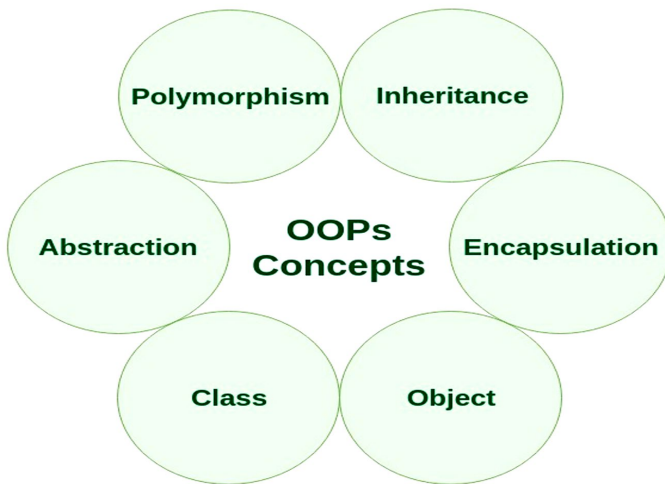 Polymorphism
Inheritance
Abstraction
OOPs
Concepts
Encapsulation
Class
Object